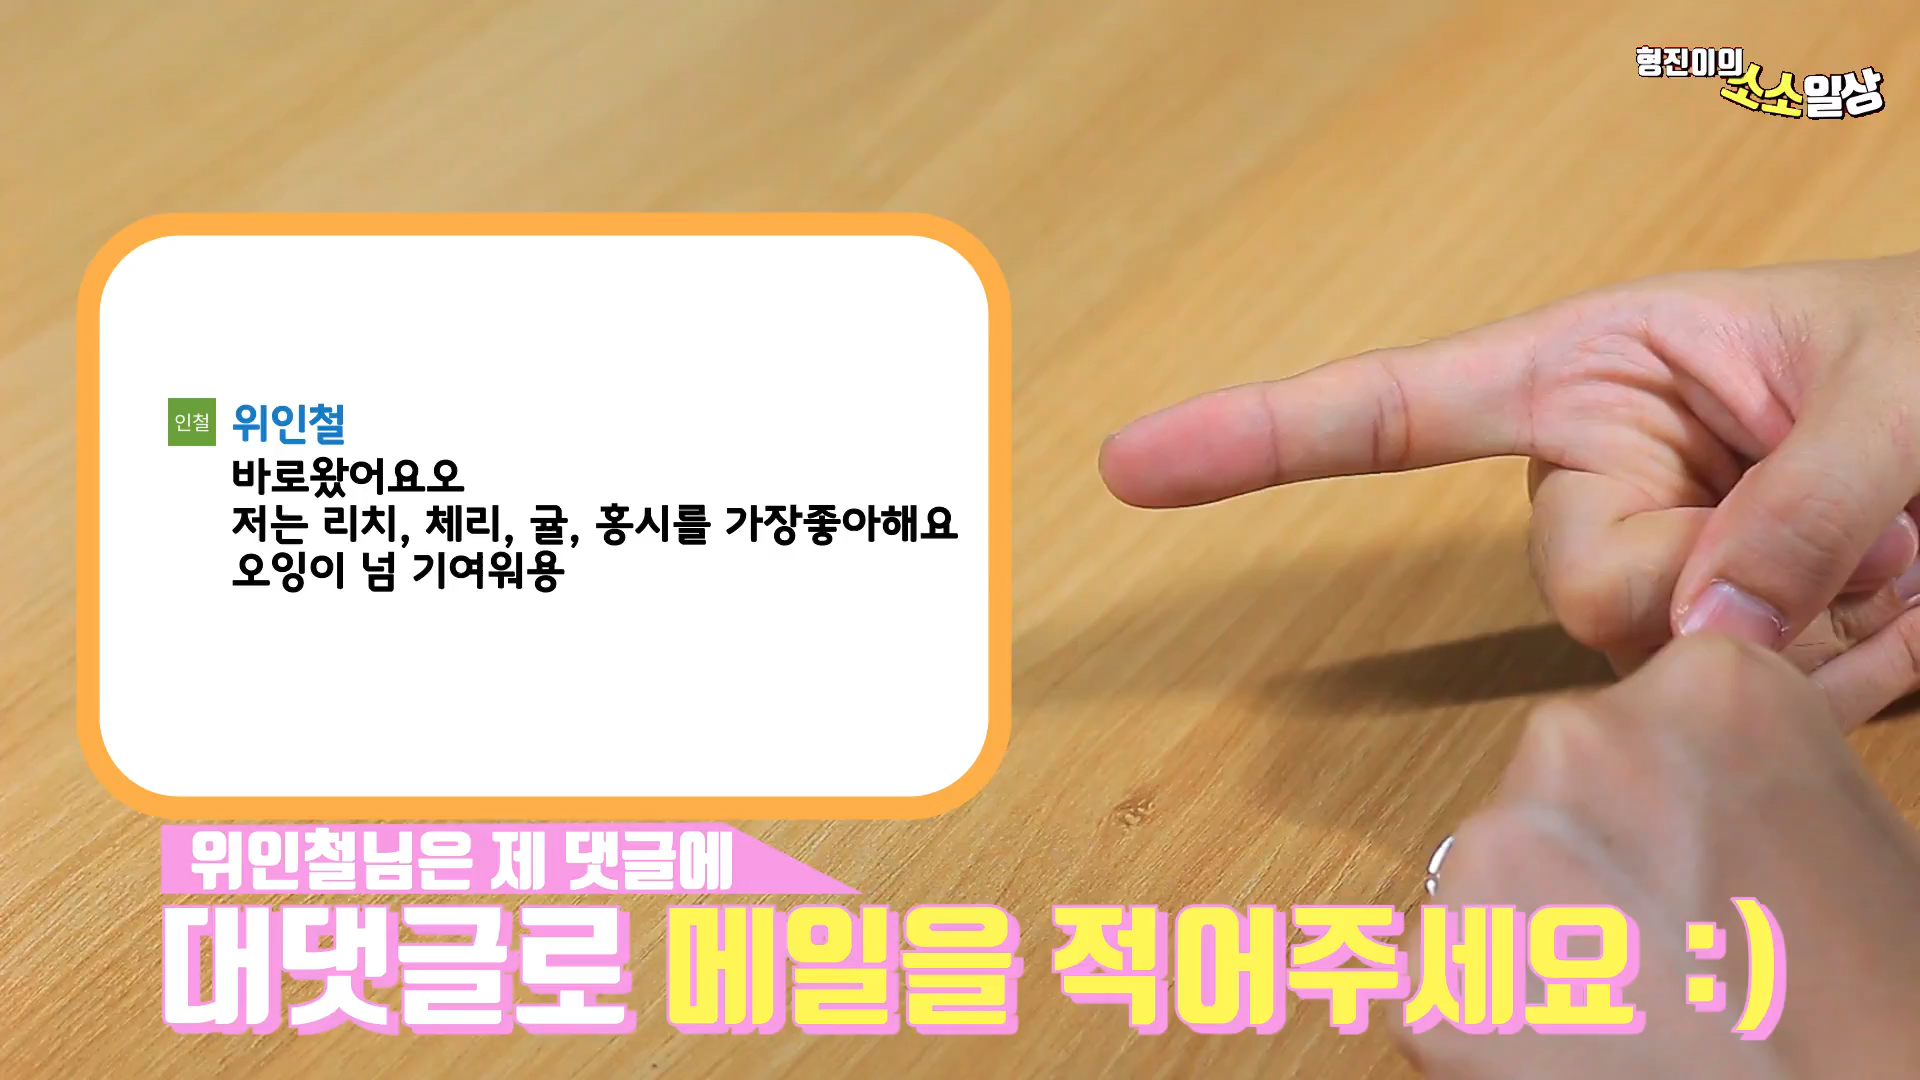 형진이의
소소일상
인철
위인철
바로왔어요오
저는 리치, 체리, 귤, 홍시를 가장좋아해요
오잉이 넘 기여워용
위인철님은 제 댓글에
대댓글로 메일을 적어주세요 :)